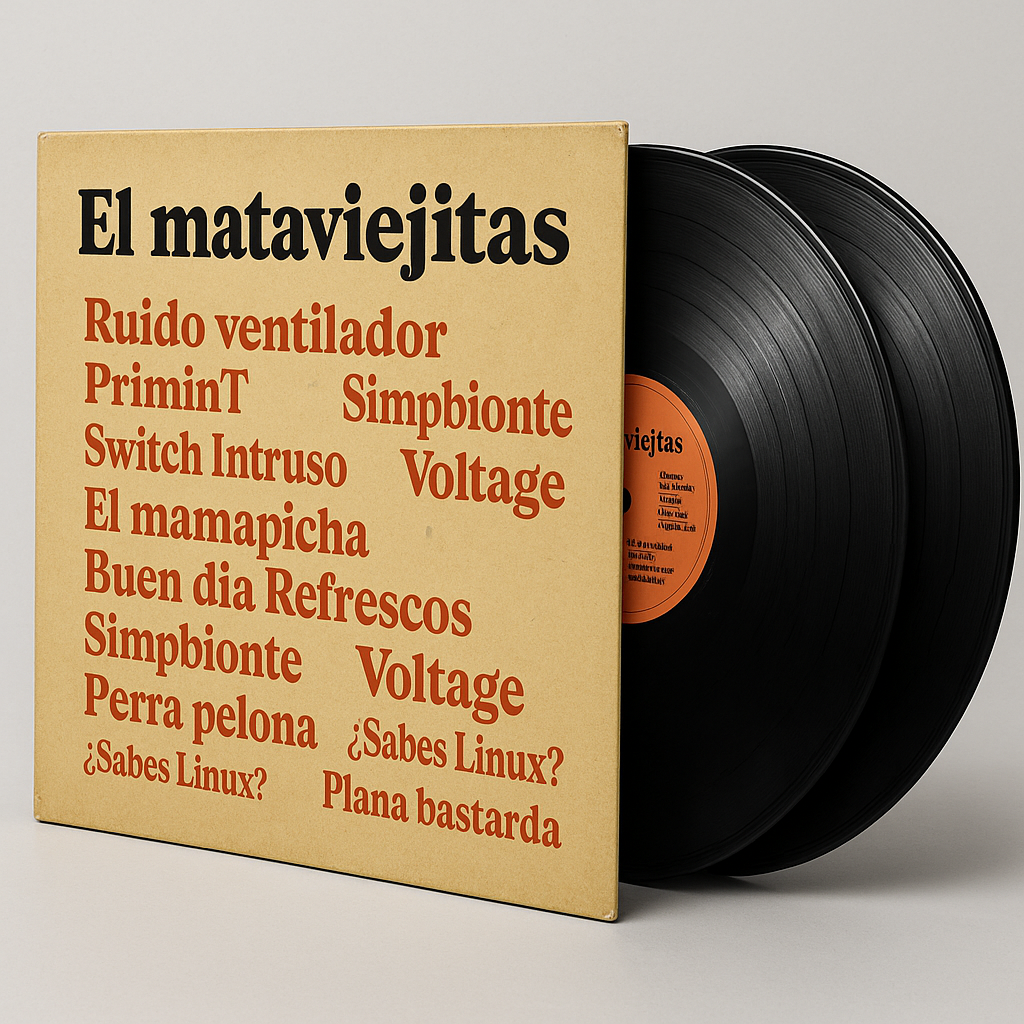 El mataviejitas
Ruido ventilador
PriminT Simpbionte
Switch Intruso Voltage
El mamapicha
Buen dia Refrescos
Simpbionte Voltage
Perra pelona ¿Sabes Linux?
¿Sabes Linux? Plana bastarda
viejtas